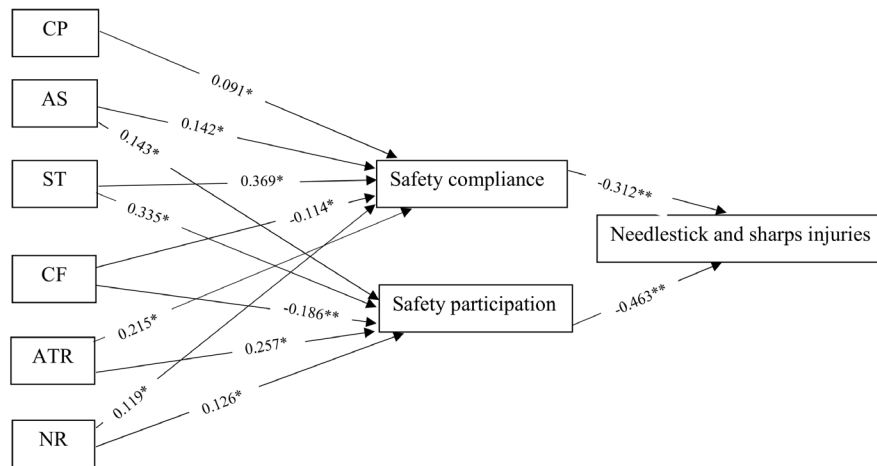 CP
0.091*
AS
0.142*
0.143*
ST
0.369*
Safety compliance
-0.312**
0.335*
-0.114*
Needlestick and sharps injuries
CF
Safety participation
-0.186**
-0.463**
0.215*
ATR
0.257*
0.119*
0.126*
NR